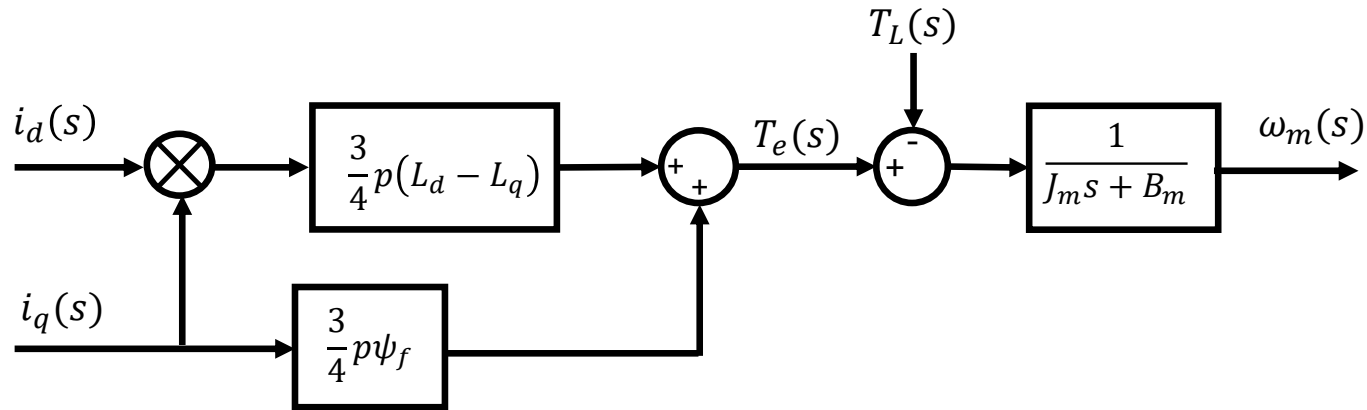 T_L(s)
i_d(s)
3/4 p(L_d − L_q)
+
+
T_e(s)
+
-
1/(J_m s + B_m)
ω_m(s)
i_q(s)
3/4 pψ_f